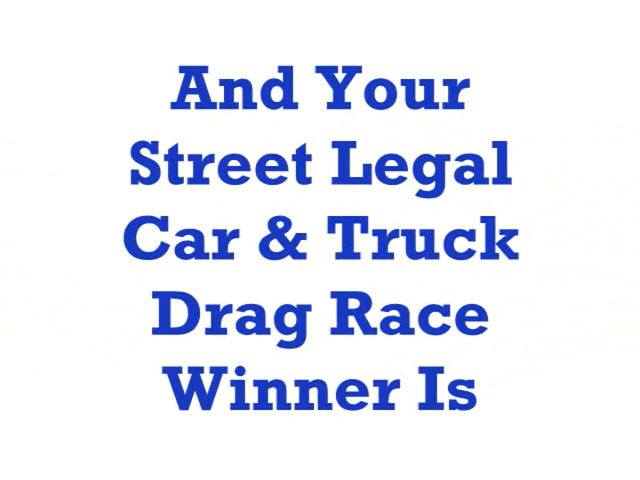 And Your
Street Legal
Car & Truck
Drag Race
Winner Is